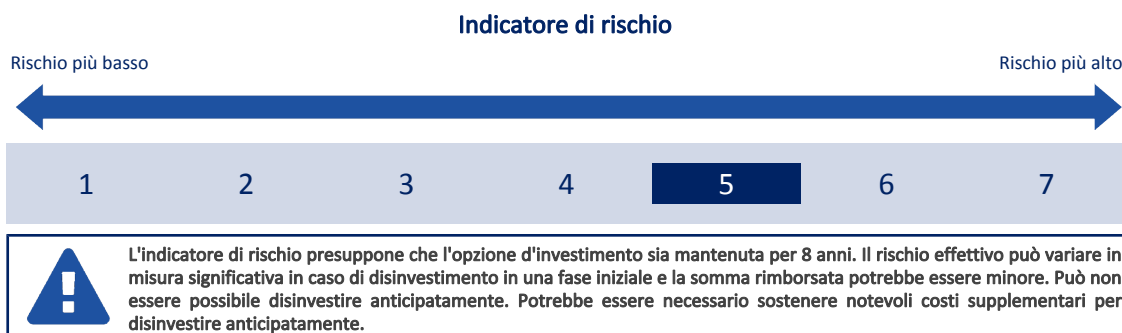 Indicatore di rischio
Rischio più basso Rischio più alto
1 2 3 4 5 6 7
L'indicatore di rischio presuppone che l'opzione d'investimento sia mantenuta per 8 anni. Il rischio effettivo può variare in
misura significativa in caso di disinvestimento in una fase iniziale e la somma rimborsata potrebbe essere minore. Può non
essere possibile disinvestire anticipatamente. Potrebbe essere necessario sostenere notevoli costi supplementari per
disinvestire anticipatamente.